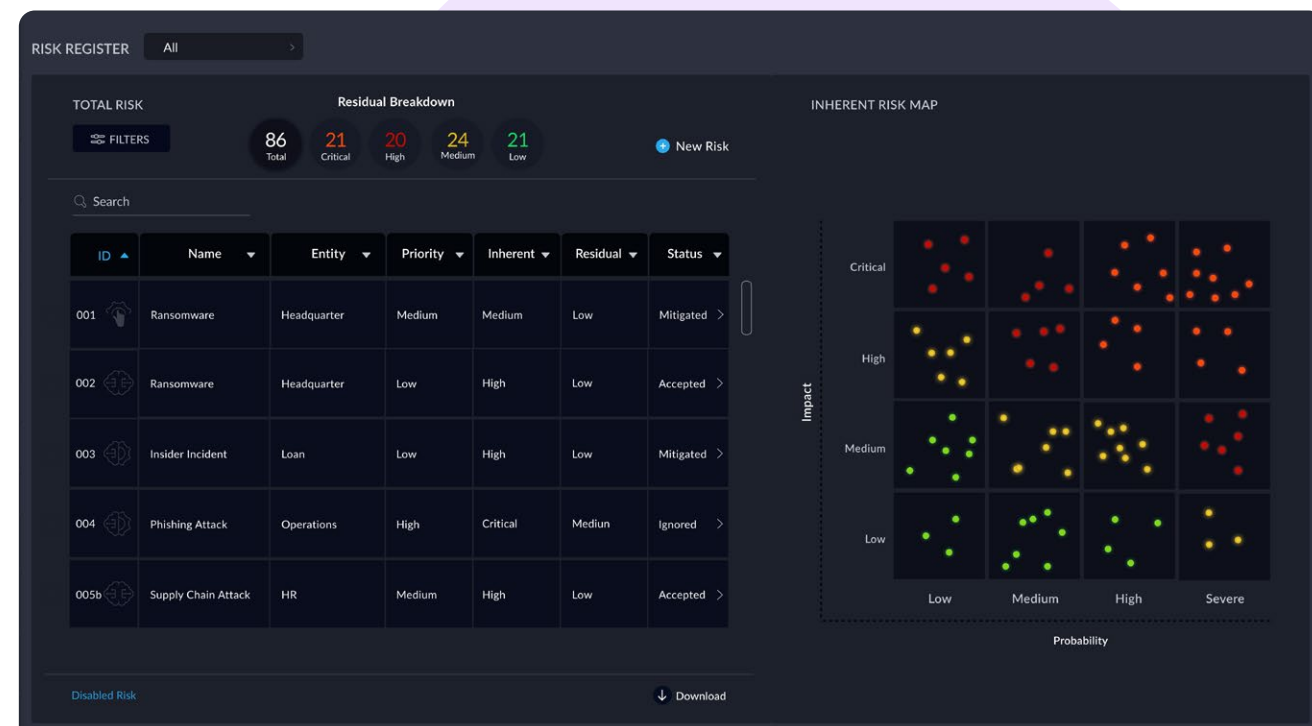 RISK REGISTER All
TOTAL RISK
FILTERS
Residual Breakdown
86 21 20 24 21
Total Critical High Medium Low
New Risk
Search
ID Name Entity Priority Inherent Residual Status
001 Ransomware Headquarter Medium Medium Low Mitigated
002 Ransomware Headquarter Low High Low Accepted
003 Insider Incident Loan Low High Low Mitigated
004 Phishing Attack Operations High Critical Mediun Ignored
005b Supply Chain Attack HR Medium High Low Accepted
Disabled Risk Download
INHERENT RISK MAP
Impact
Critical
High
Medium
Low
Low Medium High Severe
Probability